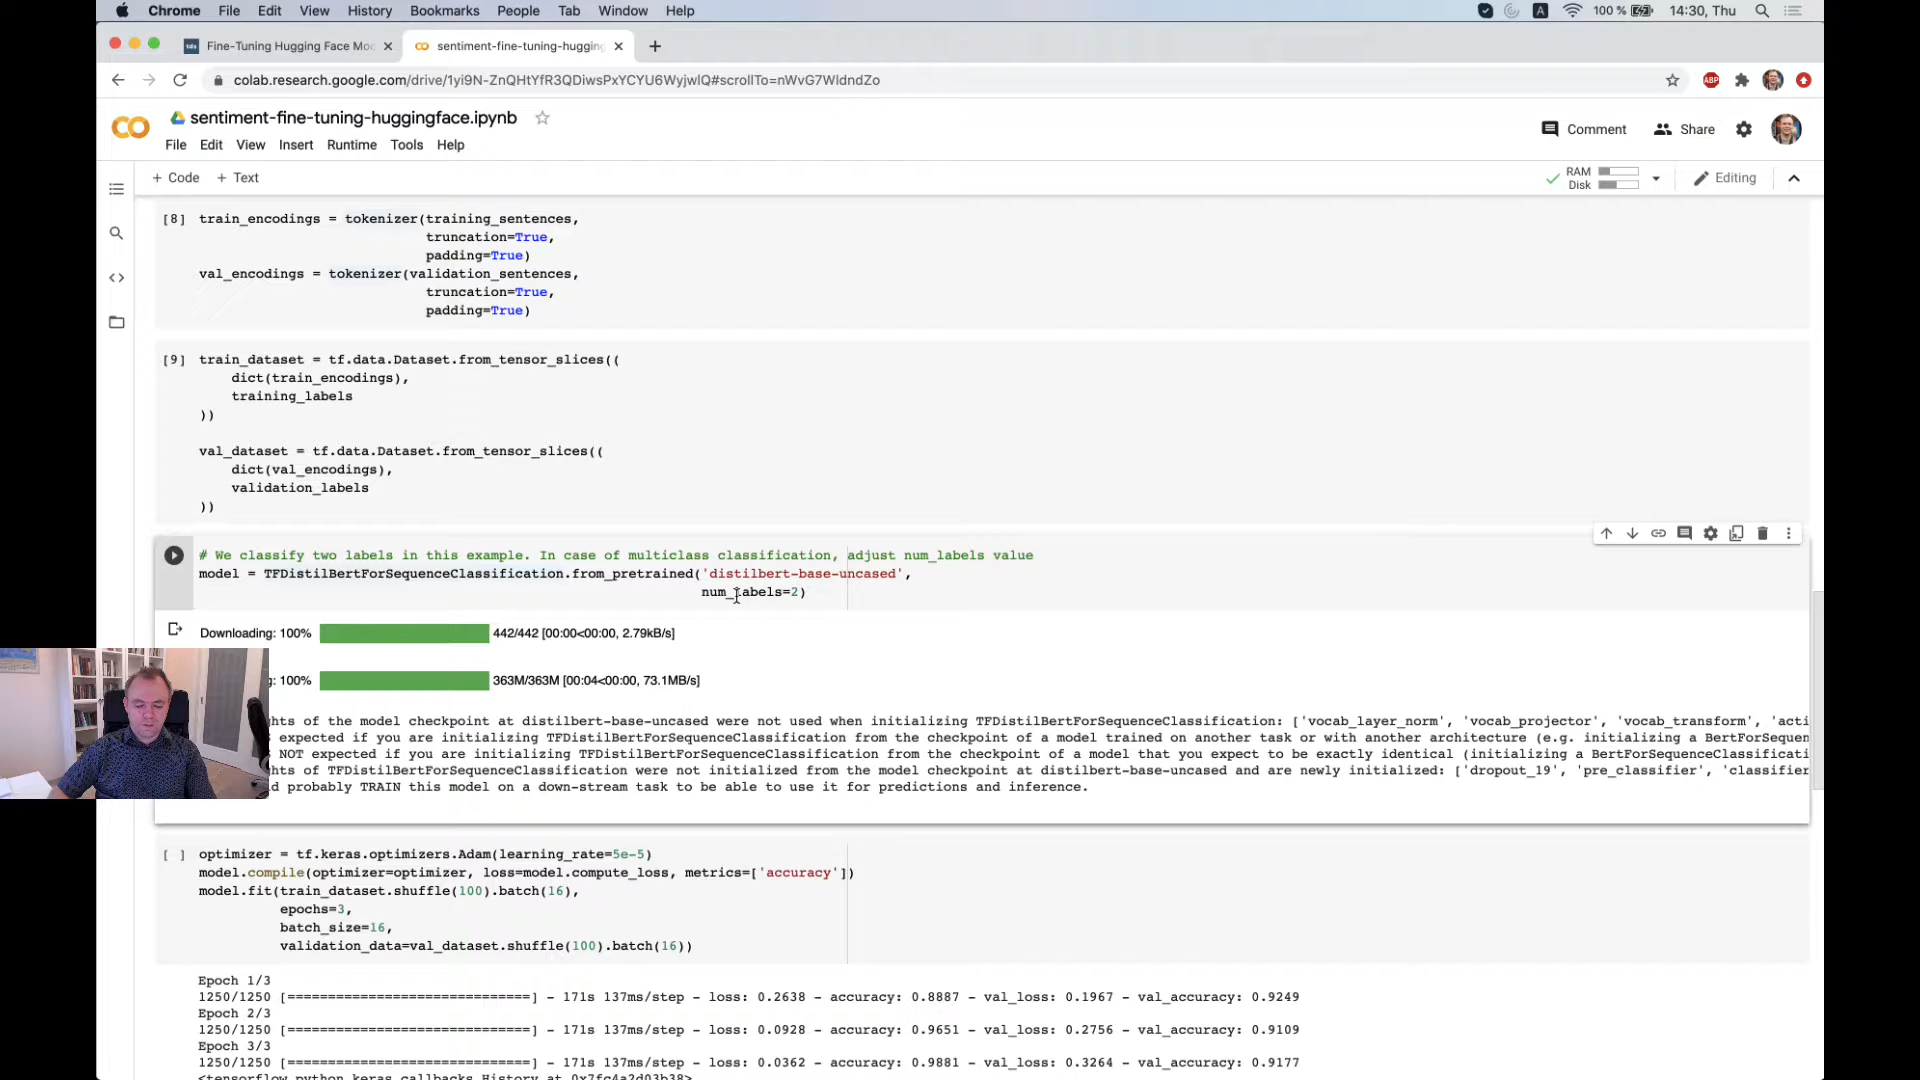 Chrome File Edit View History Bookmarks People Tab Window Help
A 100 % 14:30, Thu
tds Fine-Tuning Hugging Face Mo
sentiment-fine-tuning-hugging
colab.research.google.com/drive/1yi9N-ZnQHtYfR3QDiwsPxYCYU6WyjwlQ#scrollTo=nWvG7WldndZo
ABP
sentiment-fine-tuning-huggingface.ipynb
Comment Share
File Edit View Insert Runtime Tools Help
+ Code + Text
RAM
Disk
Editing
[8] train_encodings = tokenizer(training_sentences,
truncation=True,
padding=True)
val_encodings = tokenizer(validation_sentences,
truncation=True,
padding=True)
[9] train_dataset = tf.data.Dataset.from_tensor_slices((
dict(train_encodings),
training_labels
))
val_dataset = tf.data.Dataset.from_tensor_slices((
dict(val_encodings),
validation_labels
))
# We classify two labels in this example. In case of multiclass classification, adjust num_labels value
model = TFDistilBertForSequenceClassification.from_pretrained('distilbert-base-uncased',
num_labels=2)
Downloading: 100% 442/442 [00:00<00:00, 2.79kB/s]
g: 100% 363M/363M [00:04<00:00, 73.1MB/s]
hts of the model checkpoint at distilbert-base-uncased were not used when initializing TFDistilBertForSequenceClassification: ['vocab_layer_norm', 'vocab_projector', 'vocab_transform', 'acti
expected if you are initializing TFDistilBertForSequenceClassification from the checkpoint of a model trained on another task or with another architecture (e.g. initializing a BertForSequen
NOT expected if you are initializing TFDistilBertForSequenceClassification from the checkpoint of a model that you expect to be exactly identical (initializing a BertForSequenceClassificati
hts of TFDistilBertForSequenceClassification were not initialized from the model checkpoint at distilbert-base-uncased and are newly initialized: ['dropout_19', 'pre_classifier', 'classifier
d probably TRAIN this model on a down-stream task to be able to use it for predictions and inference.
[ ] optimizer = tf.keras.optimizers.Adam(learning_rate=5e-5)
model.compile(optimizer=optimizer, loss=model.compute_loss, metrics=['accuracy'])
model.fit(train_dataset.shuffle(100).batch(16),
epochs=3,
batch_size=16,
validation_data=val_dataset.shuffle(100).batch(16))
Epoch 1/3
1250/1250 [==============================] - 171s 137ms/step - loss: 0.2638 - accuracy: 0.8887 - val_loss: 0.1967 - val_accuracy: 0.9249
Epoch 2/3
1250/1250 [==============================] - 171s 137ms/step - loss: 0.0928 - accuracy: 0.9651 - val_loss: 0.2756 - val_accuracy: 0.9109
Epoch 3/3
1250/1250 [==============================] - 171s 137ms/step - loss: 0.0362 - accuracy: 0.9881 - val_loss: 0.3264 - val_accuracy: 0.9177
<tensorflow.python.keras.callbacks.History at 0x7fc4a2d03b38>